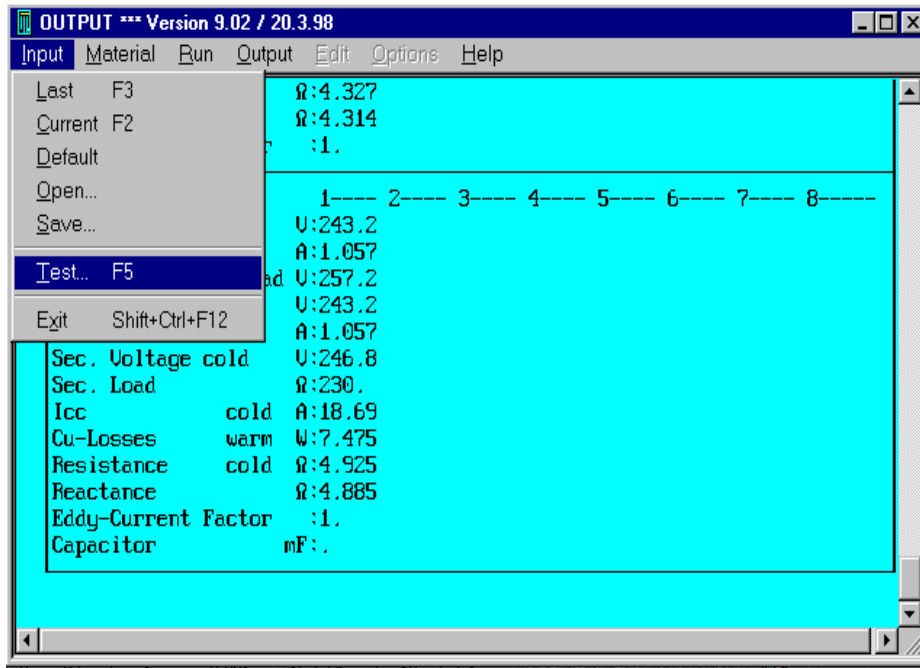 OUTPUT *** Version 9.02 / 20.3.98
Input Material Run Output Edit Options Help
Last F3
Current F2
Default
Open...
Save...
Test... F5
Exit Shift+Ctrl+F12
Ω:4.327
Ω:4.314
:1.
1---- 2---- 3---- 4---- 5---- 6---- 7---- 8-----
V:243.2
A:1.057
V:257.2
V:243.2
A:1.057
Sec. Voltage cold V:246.8
Sec. Load Ω:230.
Icc cold A:18.69
Cu-Losses warm W:7.475
Resistance cold Ω:4.925
Reactance Ω:4.885
Eddy-Current Factor :1.
Capacitor mF:.